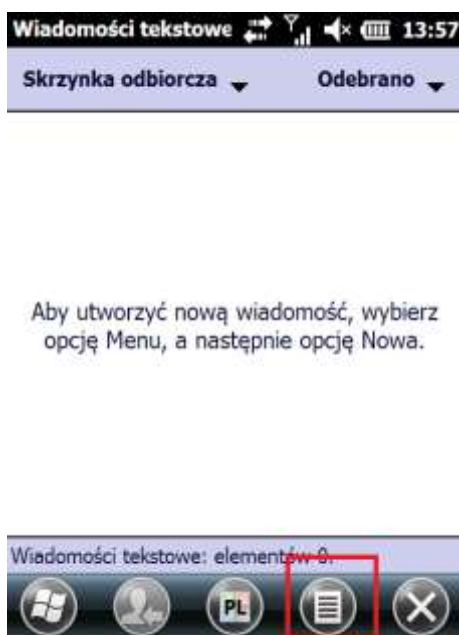 Wiadomości tekstowe 13:57
Skrzynka odbiorcza Odebrano
Aby utworzyć nową wiadomość, wybierz
opcję Menu, a następnie opcję Nowa.
Wiadomości tekstowe: elementów 0.
PL